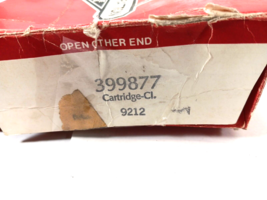 OPEN OTHER END
399877
Cartridge-Cl.
9212